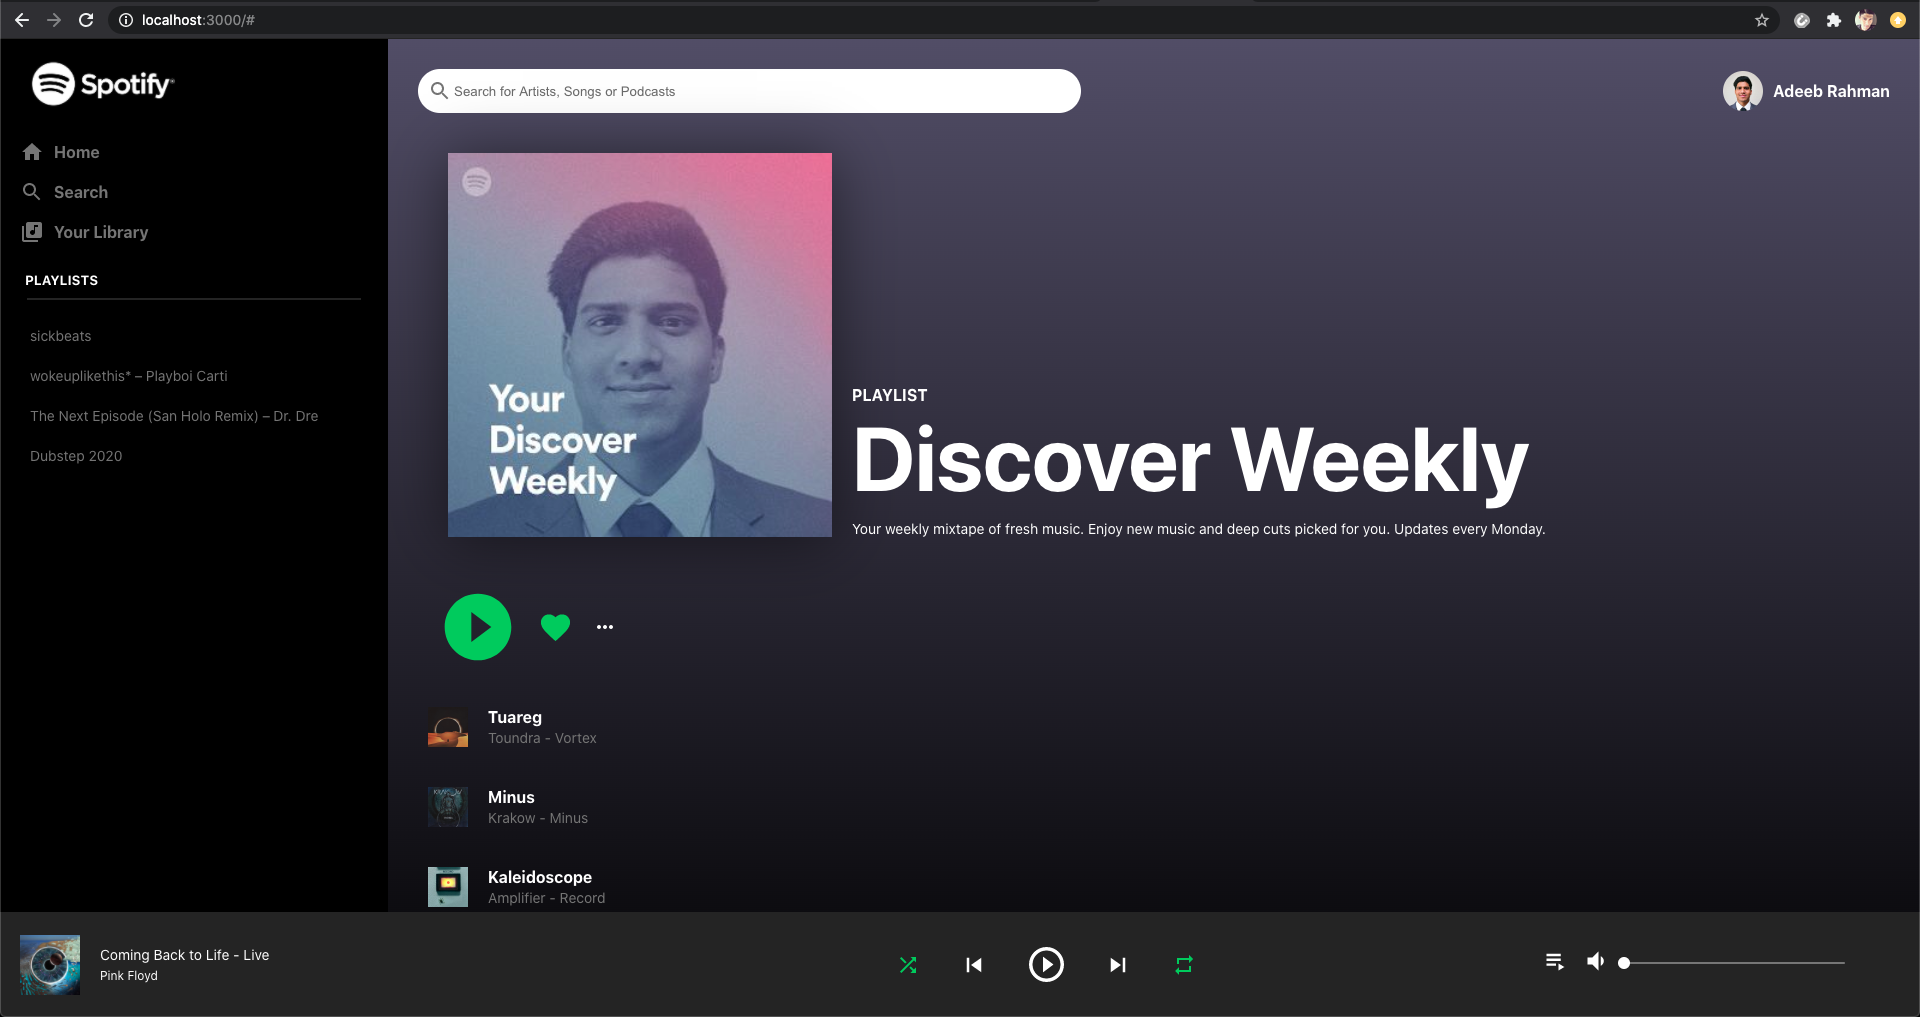 localhost:3000/#
Spotify
Home
Search
Your Library
PLAYLISTS
sickbeats
wokeuplikethis* – Playboi Carti
The Next Episode (San Holo Remix) – Dr. Dre
Dubstep 2020
Search for Artists, Songs or Podcasts
Adeeb Rahman
Your
Discover
Weekly
PLAYLIST
Discover Weekly
Your weekly mixtape of fresh music. Enjoy new music and deep cuts picked for you. Updates every Monday.
Tuareg
Toundra - Vortex
Minus
Krakow - Minus
Kaleidoscope
Amplifier - Record
Coming Back to Life - Live
Pink Floyd